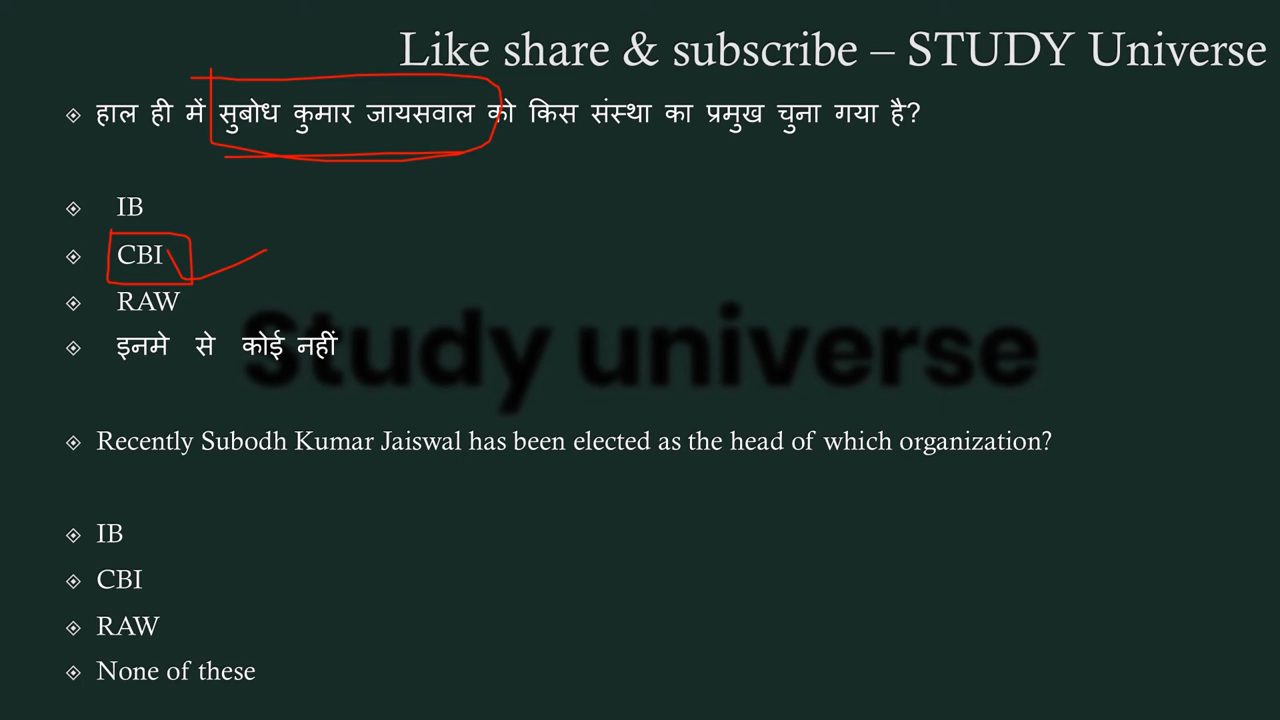 Like share & subscribe – STUDY Universe
हाल ही में सुबोध कुमार जायसवाल को किस संस्था का प्रमुख चुना गया है?
IB
CBI
RAW
इनमे से कोई नहीं
Study universe
Recently Subodh Kumar Jaiswal has been elected as the head of which organization?
IB
CBI
RAW
None of these